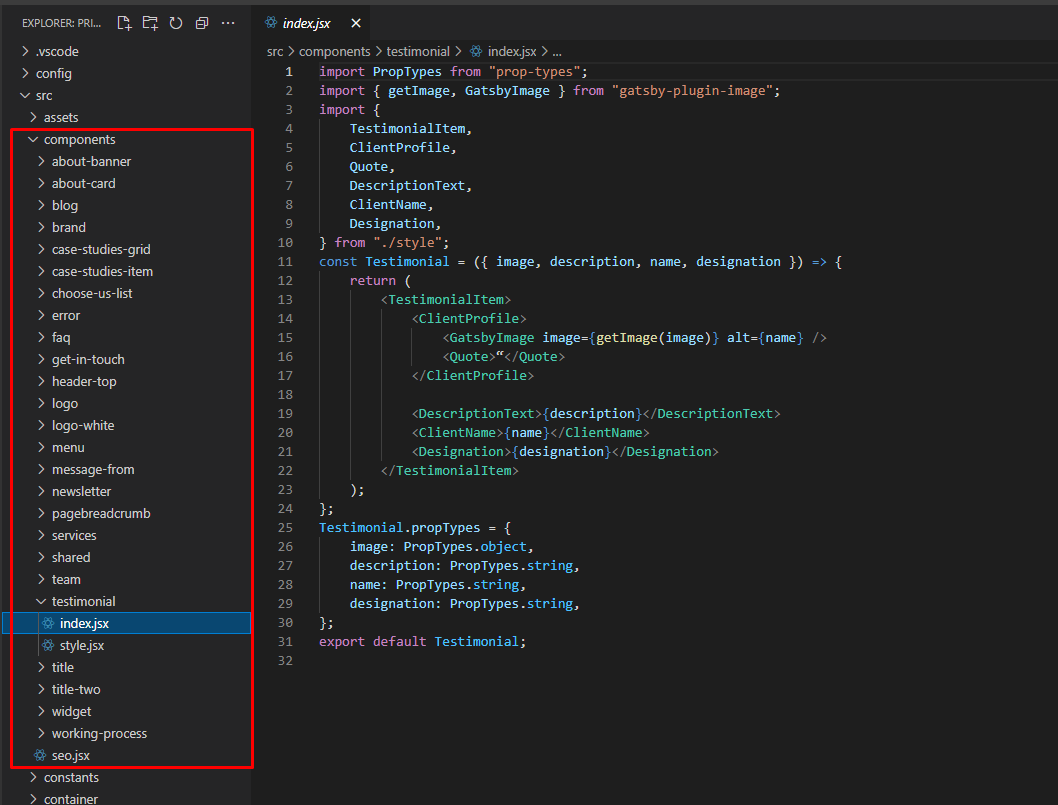 EXPLORER: PRI...
.vscode
config
src
assets
components
about-banner
about-card
blog
brand
case-studies-grid
case-studies-item
choose-us-list
error
faq
get-in-touch
header-top
logo
logo-white
menu
message-from
newsletter
pagebreadcrumb
services
shared
team
testimonial
index.jsx
style.jsx
title
title-two
widget
working-process
seo.jsx
constants
container
index.jsx
src > components > testimonial > index.jsx > ...
1 import PropTypes from "prop-types";
2 import { getImage, GatsbyImage } from "gatsby-plugin-image";
3 import {
4     TestimonialItem,
5     ClientProfile,
6     Quote,
7     DescriptionText,
8     ClientName,
9     Designation,
10 } from "./style";
11 const Testimonial = ({ image, description, name, designation }) => {
12     return (
13         <TestimonialItem>
14             <ClientProfile>
15                 <GatsbyImage image={getImage(image)} alt={name} />
16                 <Quote>“</Quote>
17             </ClientProfile>
18
19             <DescriptionText>{description}</DescriptionText>
20             <ClientName>{name}</ClientName>
21             <Designation>{designation}</Designation>
22         </TestimonialItem>
23     );
24 };
25 Testimonial.propTypes = {
26     image: PropTypes.object,
27     description: PropTypes.string,
28     name: PropTypes.string,
29     designation: PropTypes.string,
30 };
31 export default Testimonial;
32